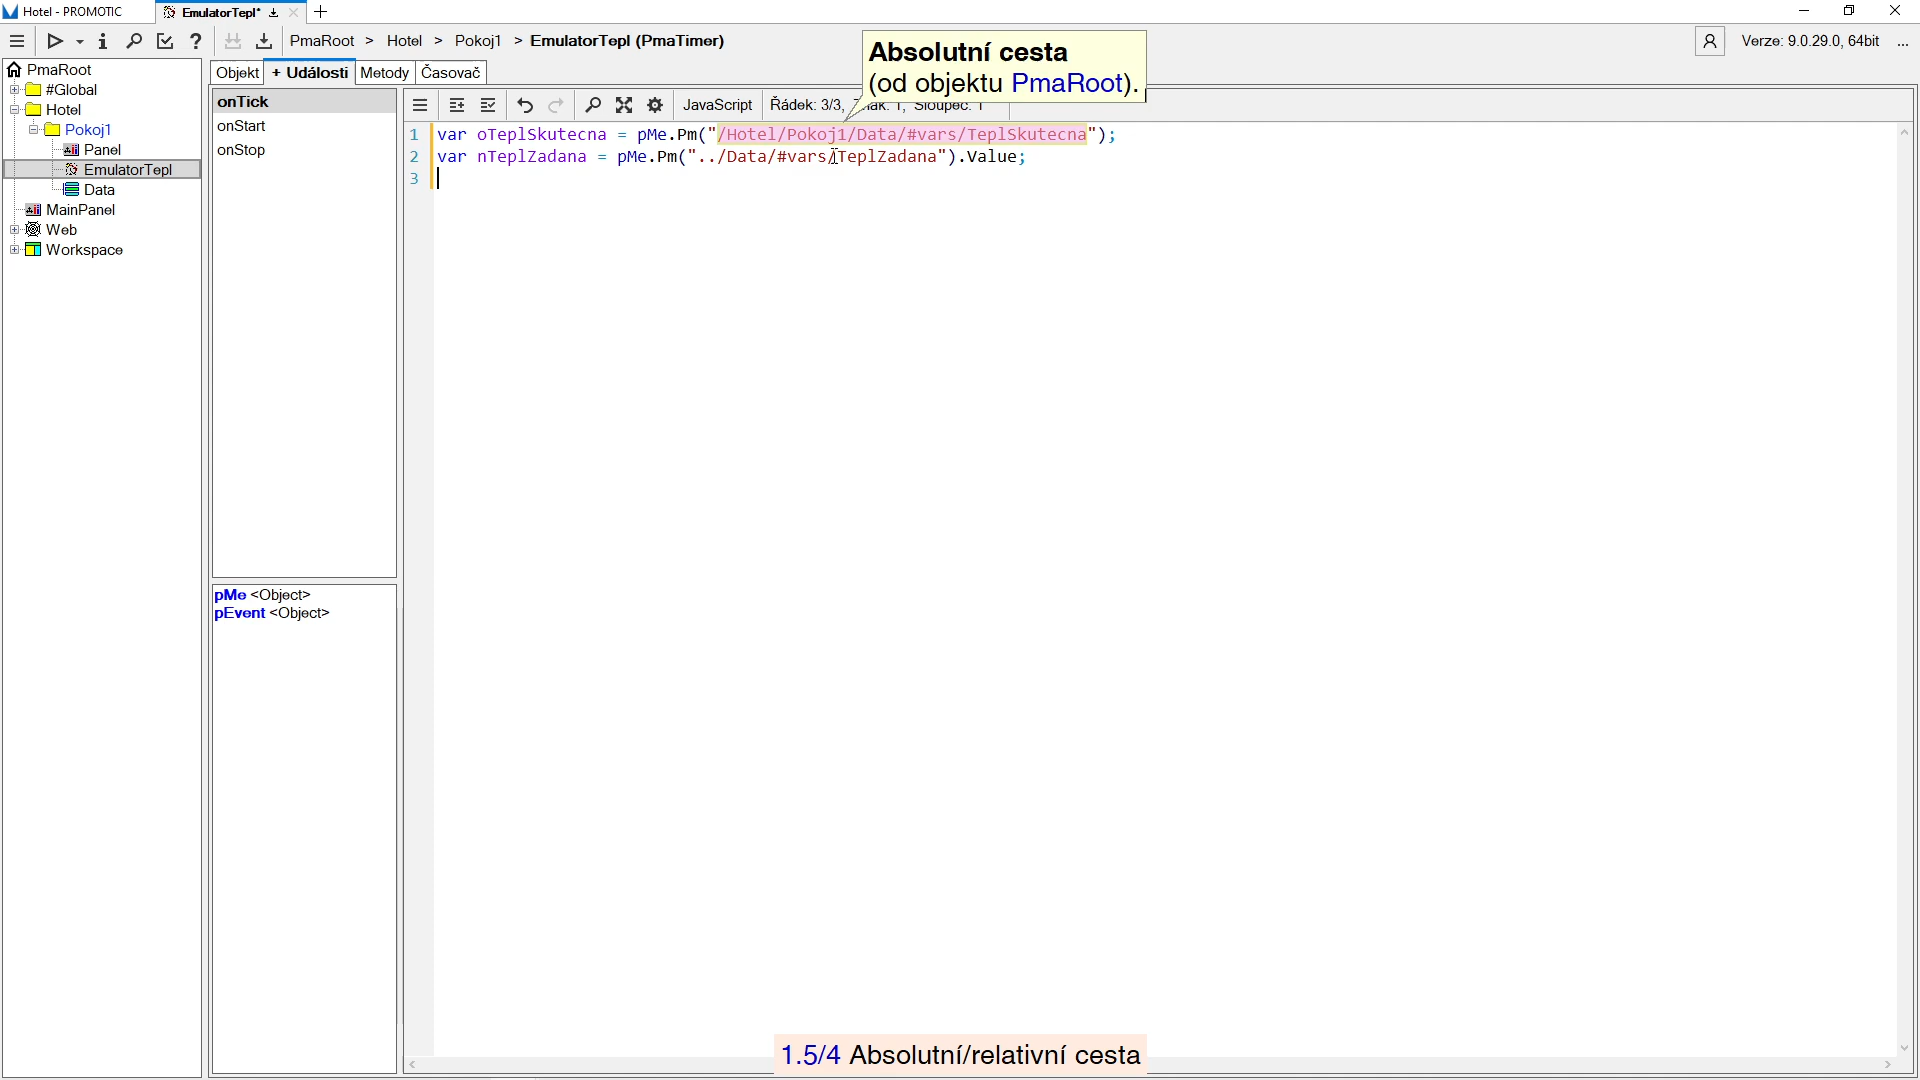 Hotel - PROMOTIC
EmulatorTepl*
PmaRoot > Hotel > Pokoj1 > EmulatorTepl (PmaTimer)
Verze: 9.0.29.0, 64bit ...
Absolutní cesta
(od objektu PmaRoot).
PmaRoot
#Global
Hotel
Pokoj1
Panel
EmulatorTepl
Data
MainPanel
Web
Workspace
Objekt
+ Události
Metody
Časovač
onTick
onStart
onStop
pMe <Object>
pEvent <Object>
JavaScript
Řádek: 3/3, Znak: 1, Sloupec: 1
1 var oTeplSkutecna = pMe.Pm("/Hotel/Pokoj1/Data/#vars/TeplSkutecna");
2 var nTeplZadana = pMe.Pm("../Data/#vars/TeplZadana").Value;
3
1.5/4 Absolutní/relativní cesta